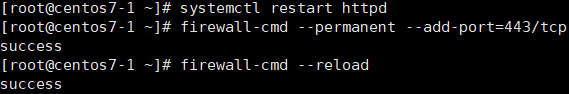 [root@centos7-1 ~]# systemctl restart httpd
[root@centos7-1 ~]# firewall-cmd --permanent --add-port=443/tcp
success
[root@centos7-1 ~]# firewall-cmd --reload
success